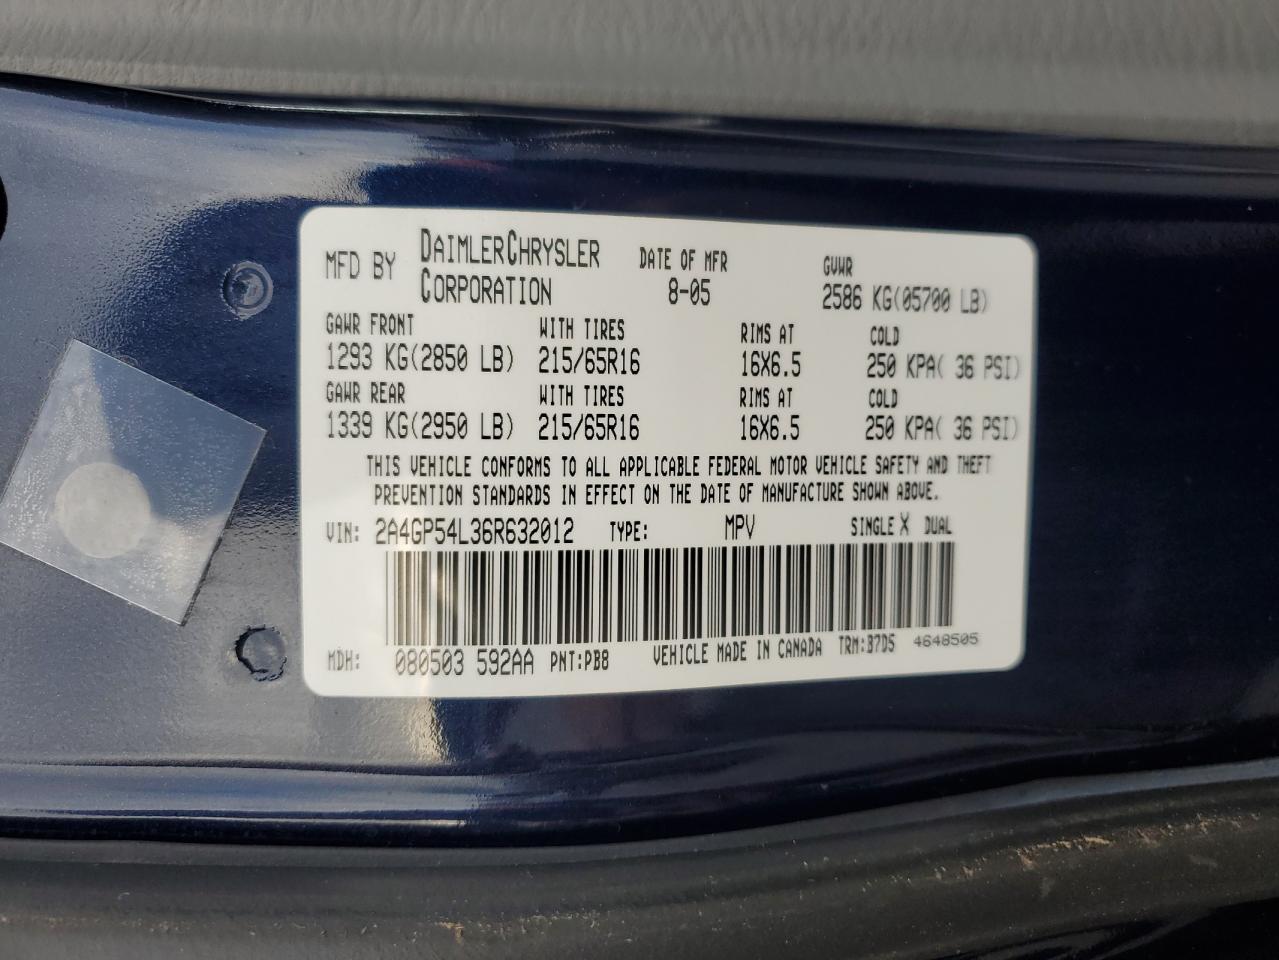 MFD BY DAIMLERCHRYSLER CORPORATION DATE OF MFR 8-05 GVWR 2586 KG(05700 LB)
GAWR FRONT WITH TIRES RIMS AT COLD
1293 KG(2850 LB) 215/65R16 16X6.5 250 KPA( 36 PSI)
GAWR REAR WITH TIRES RIMS AT COLD
1339 KG(2950 LB) 215/65R16 16X6.5 250 KPA( 36 PSI)
THIS VEHICLE CONFORMS TO ALL APPLICABLE FEDERAL MOTOR VEHICLE SAFETY AND THEFT
PREVENTION STANDARDS IN EFFECT ON THE DATE OF MANUFACTURE SHOWN ABOVE.
VIN: 2A4GP54L36R632012 TYPE: MPV SINGLE X DUAL
MDH: 080503 592AA PNT:PB8 VEHICLE MADE IN CANADA TRM:B7D5 4648505